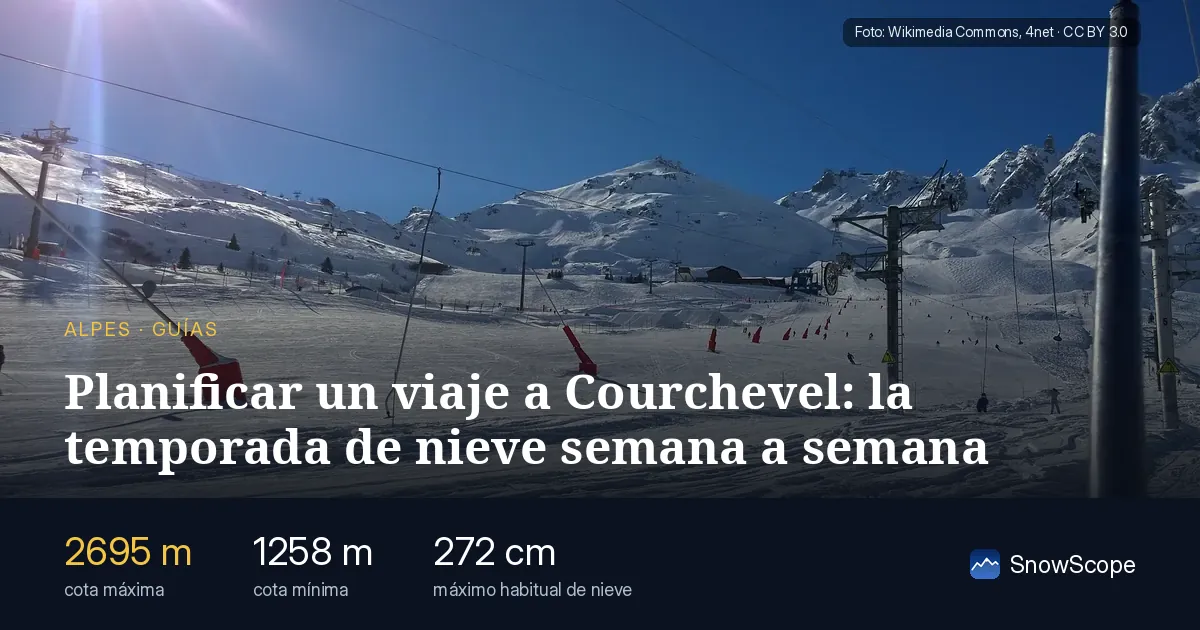 Foto: Wikimedia Commons, 4net · CC BY 3.0
ALPES · GUÍAS
Planificar un viaje a Courchevel: la
temporada de nieve semana a semana
2695 m
cota máxima
1258 m
cota mínima
272 cm
máximo habitual de nieve
SnowScope